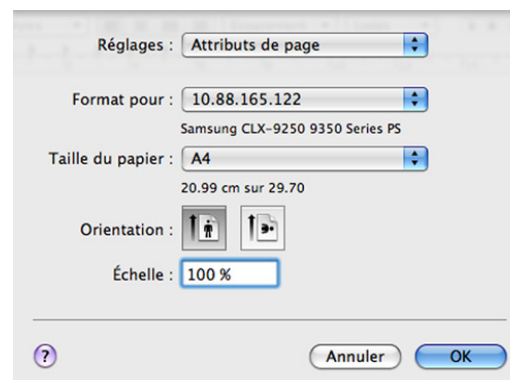 Réglages : Attributs de page
Format pour : 10.88.165.122
Samsung CLX-9250 9350 Series PS
Taille du papier : A4
20.99 cm sur 29.70
Orientation :
Échelle : 100 %
? Annuler OK